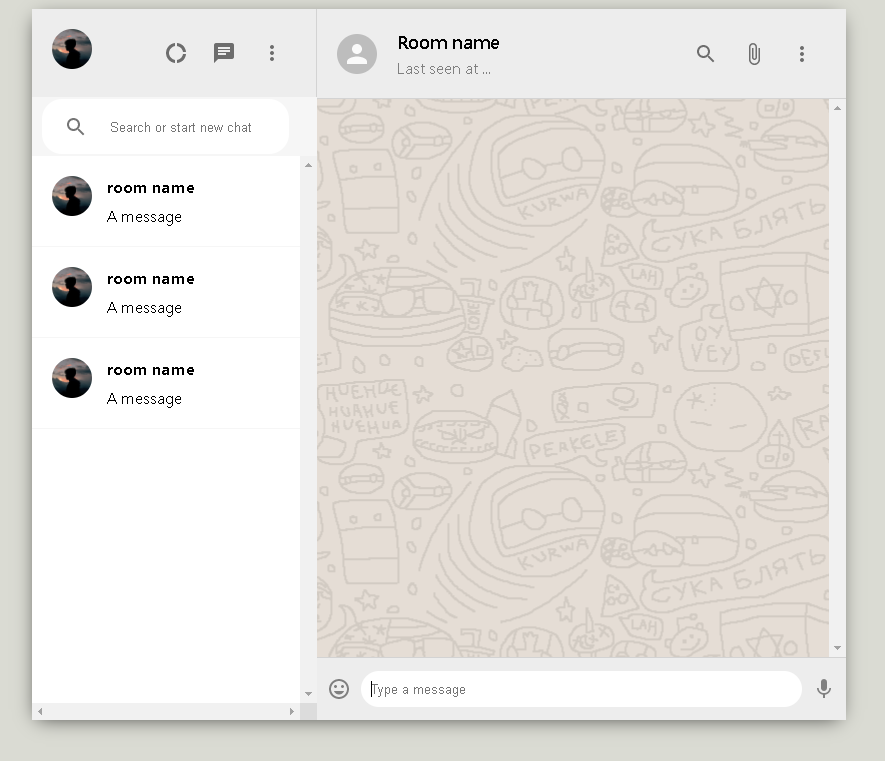 Room name
Last seen at ...
Search or start new chat
room name
A message
room name
A message
room name
A message
KURWA
СУКА БЛЯТЬ
LAH
COKE
OY
VEY
HUEHUE
HUAHUE
HUEHUA
PERKELE
KURWA
СУКА БЛЯТЬ
LAH
Type a message